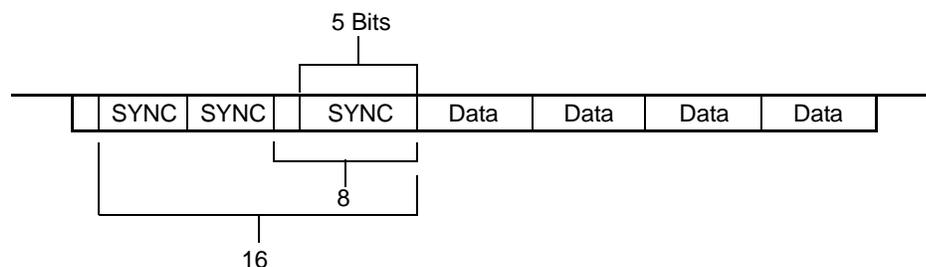 5 Bits
SYNC SYNC SYNC Data Data Data Data
8
16